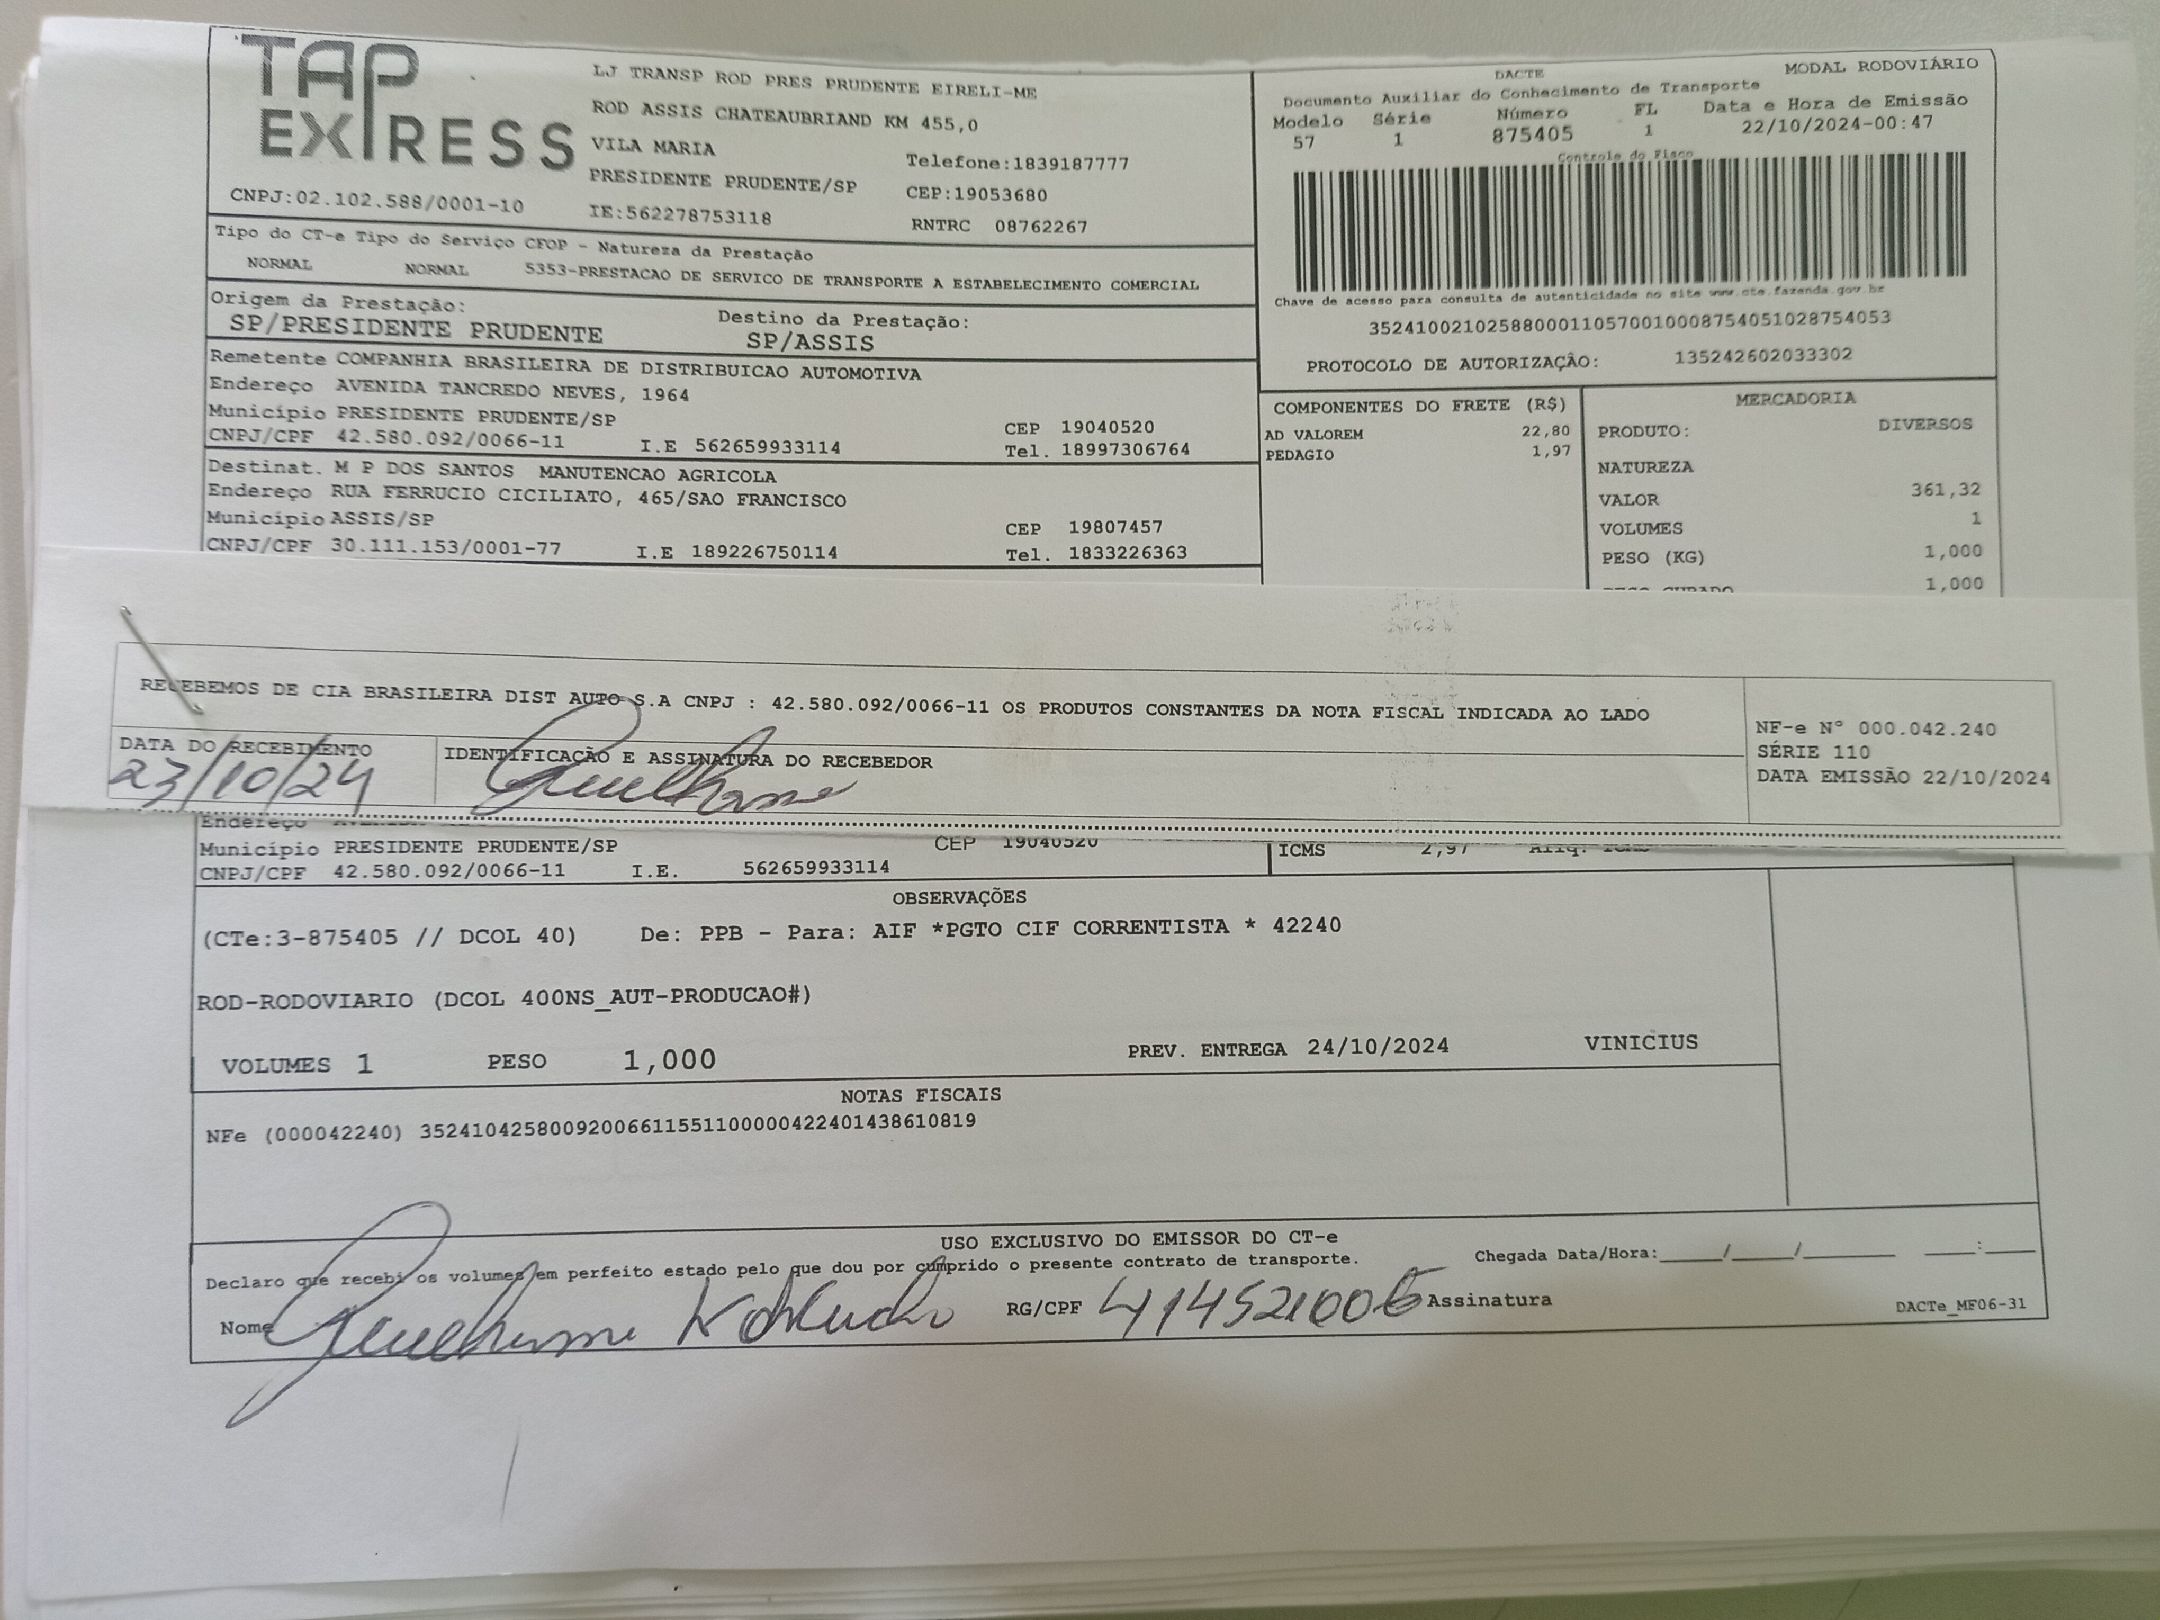 TAP EXPRESS
LJ TRANSP ROD PRES PRUDENTE EIRELI-ME
ROD ASSIS CHATEAUBRIAND KM 455,0
VILA MARIA
Telefone:1839187777
PRESIDENTE PRUDENTE/SP
CEP:19053680
CNPJ:02.102.588/0001-10
IE:562278753118
RNTRC 08762267
DACTE
MODAL RODOVIÁRIO
Documento Auxiliar do Conhecimento de Transporte
Modelo Série Número FL Data e Hora de Emissão
57 1 875405 1 22/10/2024-00:47
Controle do Fisco
Chave de acesso para consulta de autenticidade no site www.cte.fazenda.gov.br
35241002102588000110570010008754051028754053
PROTOCOLO DE AUTORIZAÇÃO: 135242602033302
Tipo do CT-e Tipo do Serviço CFOP - Natureza da Prestação
NORMAL NORMAL 5353-PRESTACAO DE SERVICO DE TRANSPORTE A ESTABELECIMENTO COMERCIAL
Origem da Prestação: Destino da Prestação:
SP/PRESIDENTE PRUDENTE SP/ASSIS
Remetente COMPANHIA BRASILEIRA DE DISTRIBUICAO AUTOMOTIVA
Endereço AVENIDA TANCREDO NEVES, 1964
Município PRESIDENTE PRUDENTE/SP CEP 19040520
CNPJ/CPF 42.580.092/0066-11 I.E 562659933114 Tel. 18997306764
Destinat. M P DOS SANTOS MANUTENCAO AGRICOLA
Endereço RUA FERRUCIO CICILIATO, 465/SAO FRANCISCO
Município ASSIS/SP CEP 19807457
CNPJ/CPF 30.111.153/0001-77 I.E 189226750114 Tel. 1833226363
COMPONENTES DO FRETE (R$)
AD VALOREM 22,80
PEDAGIO 1,97
MERCADORIA
PRODUTO: DIVERSOS
NATUREZA
VALOR 361,32
VOLUMES 1
PESO (KG) 1,000
PESO CUBADO 1,000
RECEBEMOS DE CIA BRASILEIRA DIST AUTO S.A CNPJ : 42.580.092/0066-11 OS PRODUTOS CONSTANTES DA NOTA FISCAL INDICADA AO LADO
DATA DO RECEBIMENTO
23/10/24
IDENTIFICAÇÃO E ASSINATURA DO RECEBEDOR
Guilherme
NF-e N° 000.042.240
SÉRIE 110
DATA EMISSÃO 22/10/2024
Endereço
Município PRESIDENTE PRUDENTE/SP CEP 19040520
CNPJ/CPF 42.580.092/0066-11 I.E. 562659933114
ICMS 2,97 Aliq. ICMS
OBSERVAÇÕES
(CTe:3-875405 // DCOL 40) De: PPB - Para: AIF *PGTO CIF CORRENTISTA * 42240
ROD-RODOVIARIO (DCOL 400NS_AUT-PRODUCAO#)
VOLUMES 1 PESO 1,000 PREV. ENTREGA 24/10/2024 VINICIUS
NOTAS FISCAIS
NFe (000042240) 35241042580092006611551100000422401438610819
USO EXCLUSIVO DO EMISSOR DO CT-e
Declaro que recebi os volumes em perfeito estado pelo que dou por cumprido o presente contrato de transporte.
Chegada Data/Hora:_____/_____/_______ ____:____
Nome Guilherme RG/CPF Assinatura
DACTe_MF06-31